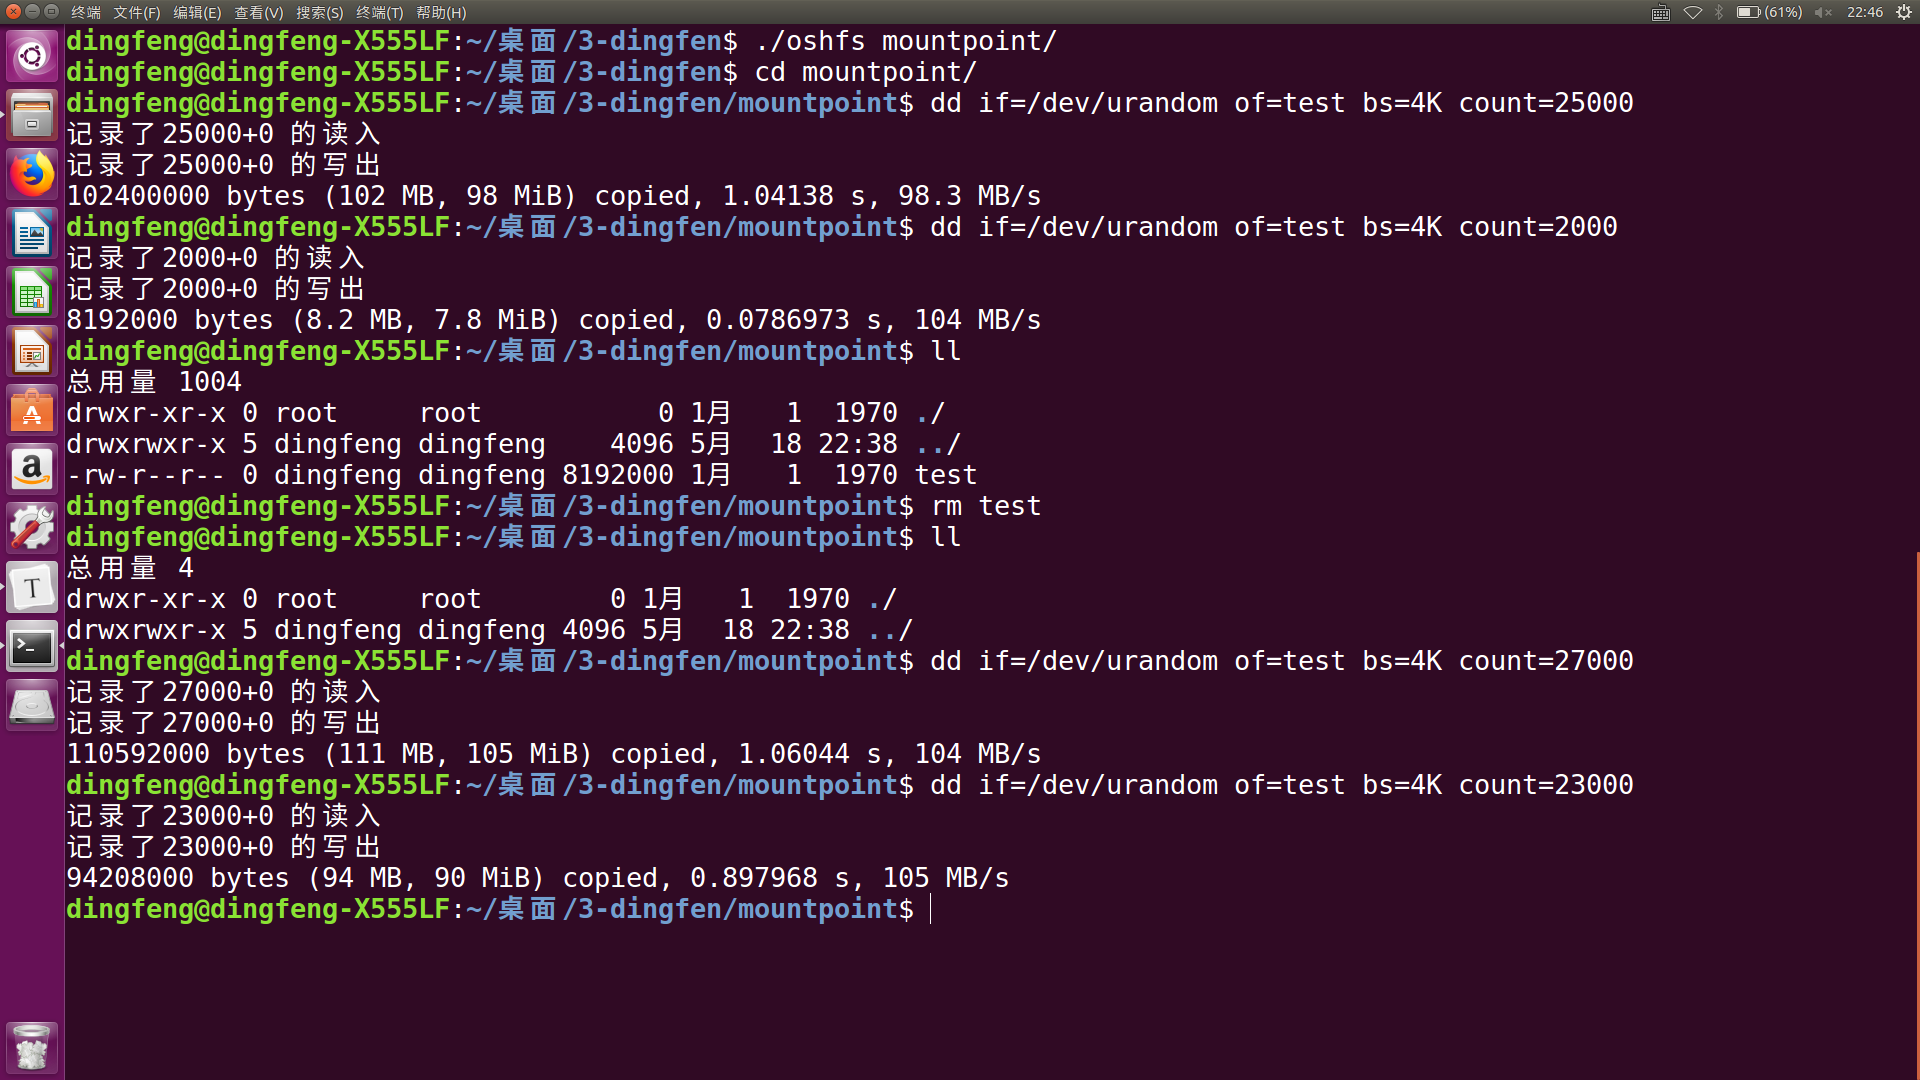 终端 文件(F) 编辑(E) 查看(V) 搜索(S) 终端(T) 帮助(H) (61%) 22:46
dingfeng@dingfeng-X555LF:~/桌面/3-dingfen$ ./oshfs mountpoint/
dingfeng@dingfeng-X555LF:~/桌面/3-dingfen$ cd mountpoint/
dingfeng@dingfeng-X555LF:~/桌面/3-dingfen/mountpoint$ dd if=/dev/urandom of=test bs=4K count=25000
记录了25000+0 的读入
记录了25000+0 的写出
102400000 bytes (102 MB, 98 MiB) copied, 1.04138 s, 98.3 MB/s
dingfeng@dingfeng-X555LF:~/桌面/3-dingfen/mountpoint$ dd if=/dev/urandom of=test bs=4K count=2000
记录了2000+0 的读入
记录了2000+0 的写出
8192000 bytes (8.2 MB, 7.8 MiB) copied, 0.0786973 s, 104 MB/s
dingfeng@dingfeng-X555LF:~/桌面/3-dingfen/mountpoint$ ll
总用量 1004
drwxr-xr-x 0 root     root           0 1月   1  1970 ./
drwxrwxr-x 5 dingfeng dingfeng    4096 5月  18 22:38 ../
-rw-r--r-- 0 dingfeng dingfeng 8192000 1月   1  1970 test
dingfeng@dingfeng-X555LF:~/桌面/3-dingfen/mountpoint$ rm test
dingfeng@dingfeng-X555LF:~/桌面/3-dingfen/mountpoint$ ll
总用量 4
drwxr-xr-x 0 root     root        0 1月   1  1970 ./
drwxrwxr-x 5 dingfeng dingfeng 4096 5月  18 22:38 ../
dingfeng@dingfeng-X555LF:~/桌面/3-dingfen/mountpoint$ dd if=/dev/urandom of=test bs=4K count=27000
记录了27000+0 的读入
记录了27000+0 的写出
110592000 bytes (111 MB, 105 MiB) copied, 1.06044 s, 104 MB/s
dingfeng@dingfeng-X555LF:~/桌面/3-dingfen/mountpoint$ dd if=/dev/urandom of=test bs=4K count=23000
记录了23000+0 的读入
记录了23000+0 的写出
94208000 bytes (94 MB, 90 MiB) copied, 0.897968 s, 105 MB/s
dingfeng@dingfeng-X555LF:~/桌面/3-dingfen/mountpoint$